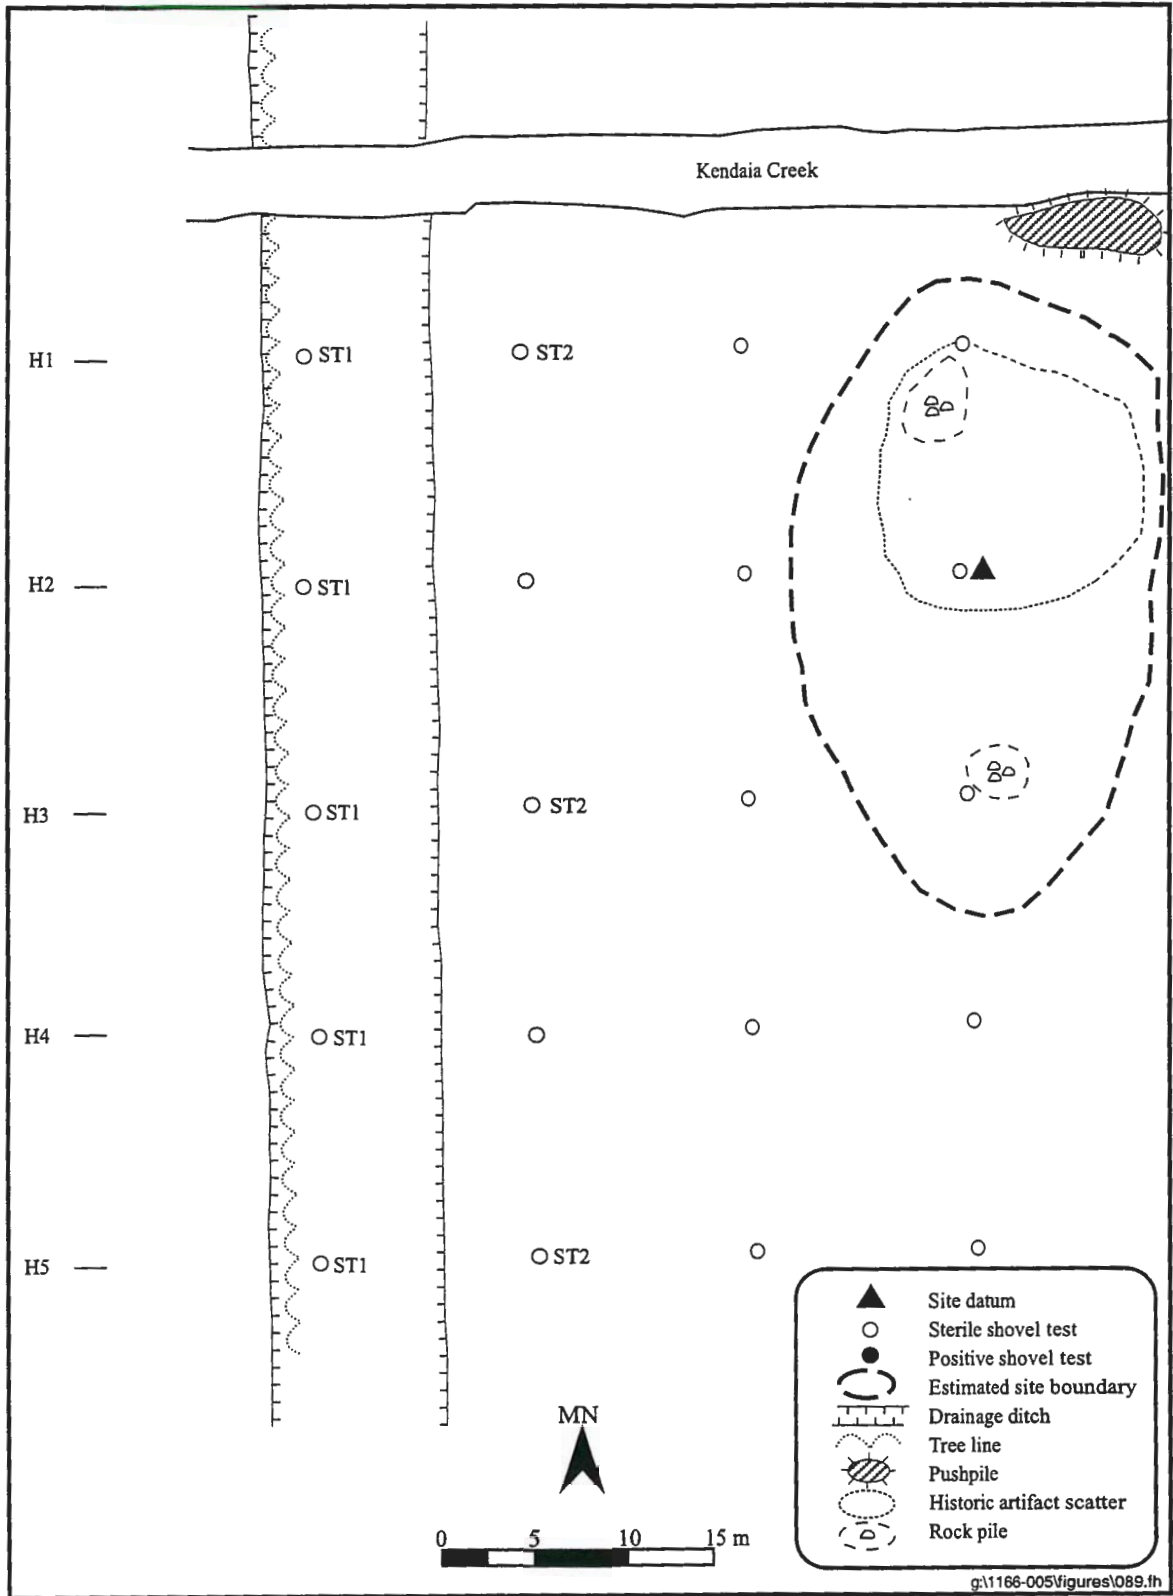 Kendaia Creek
H1
ST1
ST2
H2
ST1
H3
ST1
ST2
H4
ST1
H5
ST1
ST2
MN
0 5 10 15 m
Site datum
Sterile shovel test
Positive shovel test
Estimated site boundary
Drainage ditch
Tree line
Pushpile
Historic artifact scatter
Rock pile
g:\1166-005\figures\089.fh